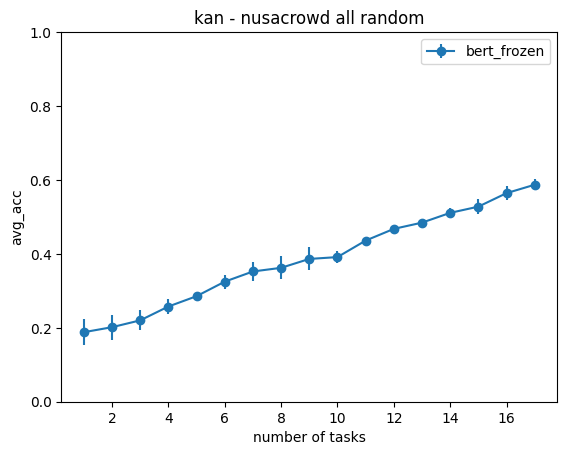 kan - nusacrowd all random
bert_frozen
avg_acc
1.0
0.8
0.6
0.4
0.2
0.0
2 4 6 8 10 12 14 16
number of tasks